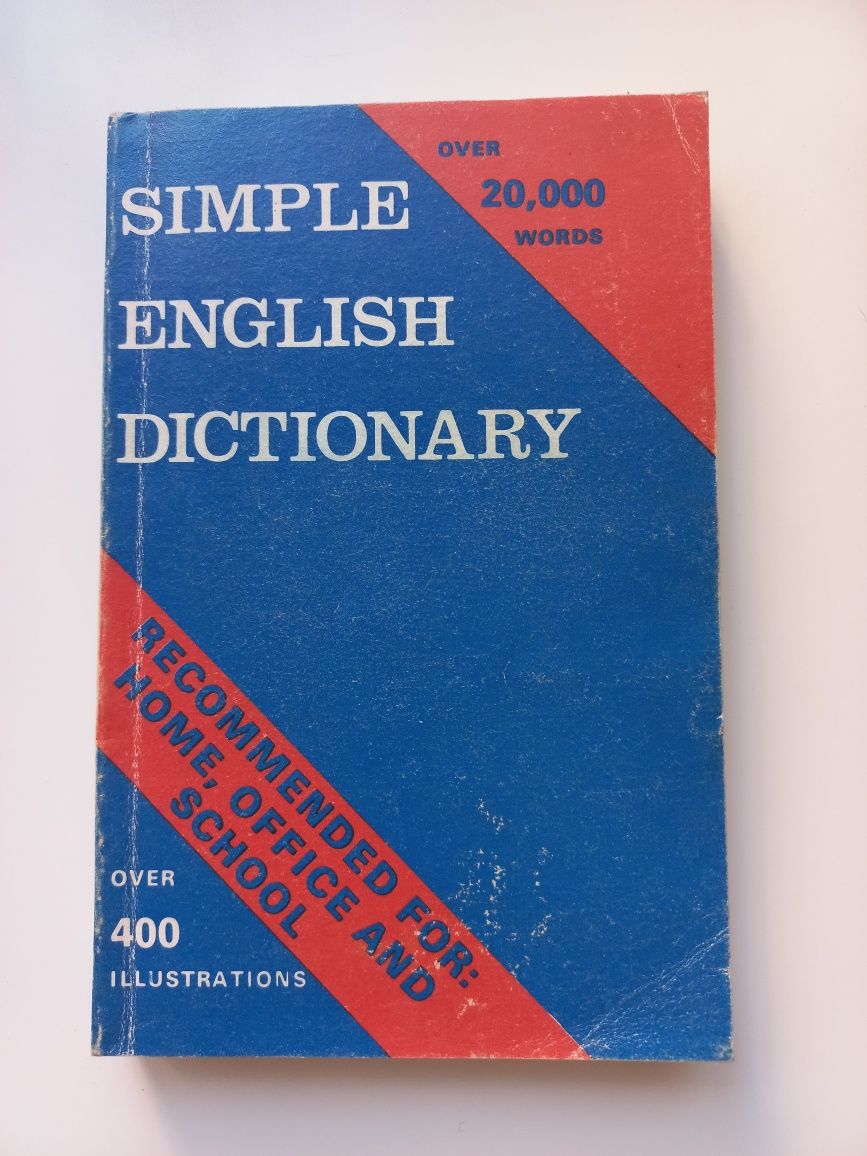 OVER
20,000
WORDS
SIMPLE
ENGLISH
DICTIONARY
RECOMMENDED FOR:
HOME, OFFICE AND
SCHOOL
OVER
400
ILLUSTRATIONS